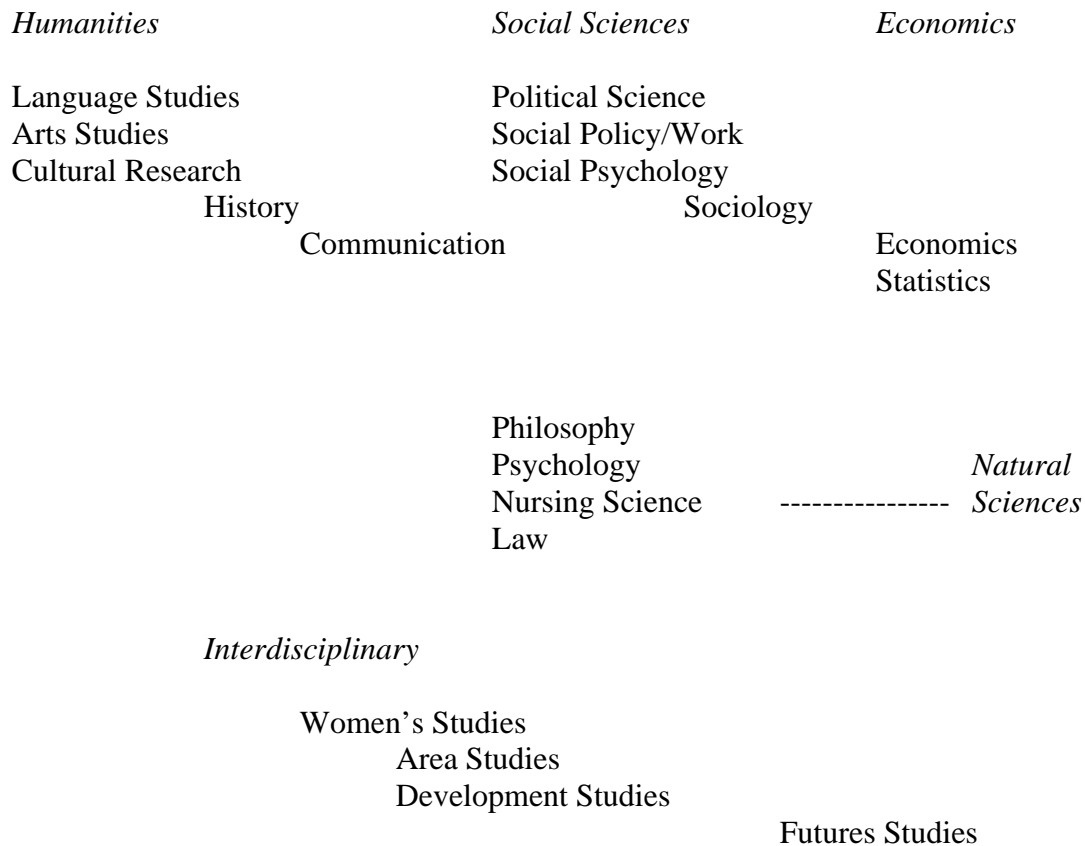 Humanities Social Sciences Economics
Language Studies Political Science
Arts Studies Social Policy/Work
Cultural Research Social Psychology
History Sociology
Communication Economics
Statistics
Philosophy
Psychology Natural
Nursing Science ---------------- Sciences
Law
Interdisciplinary
Women’s Studies
Area Studies
Development Studies
Futures Studies